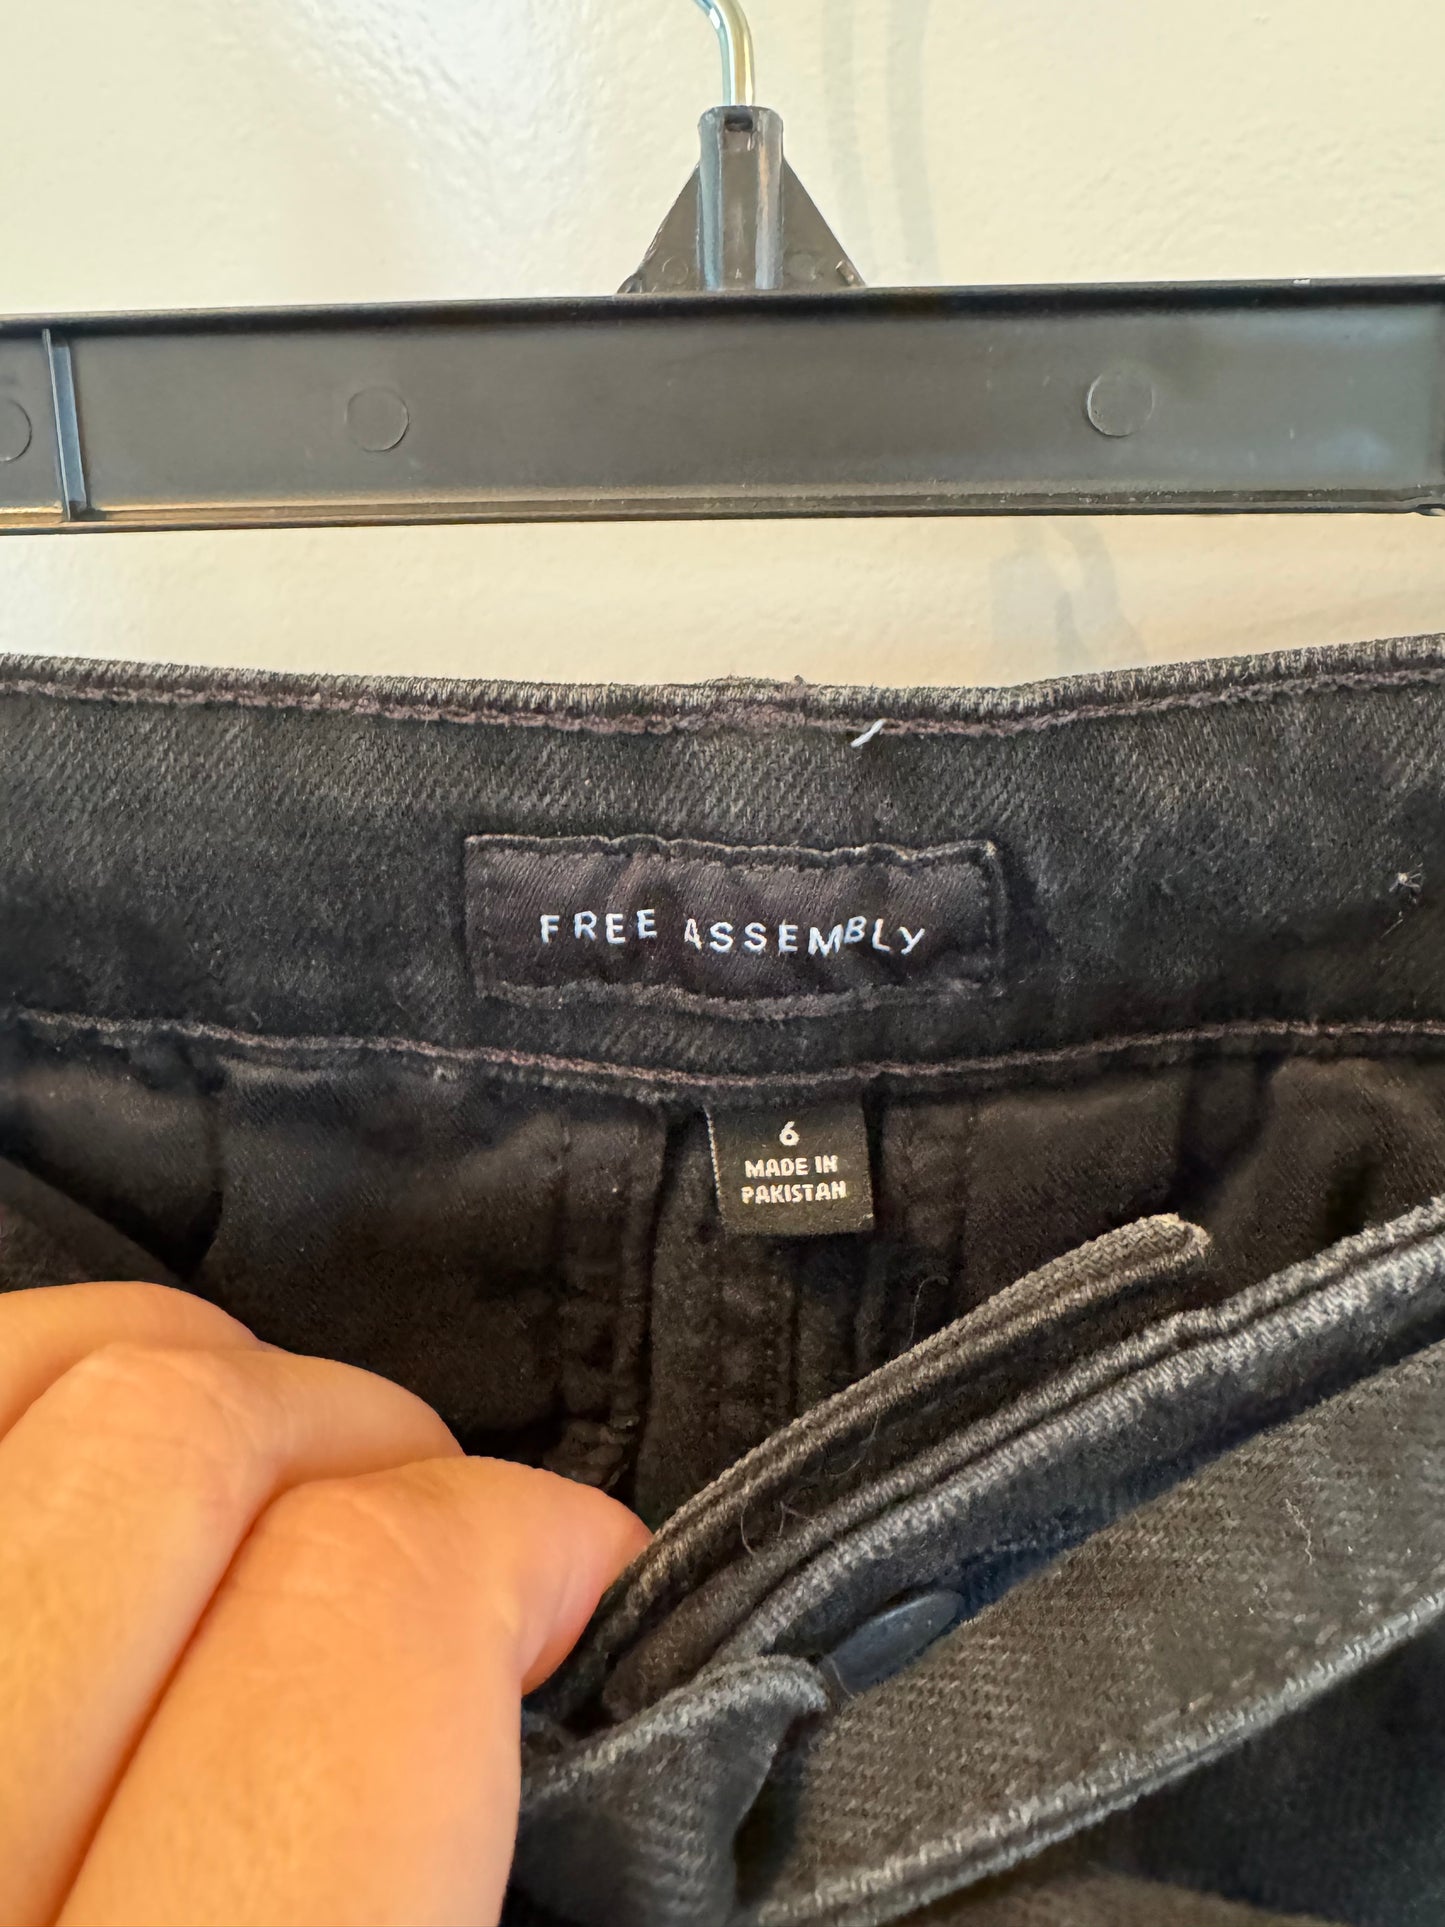 FREE ASSEMBLY
6
MADE IN
PAKISTAN